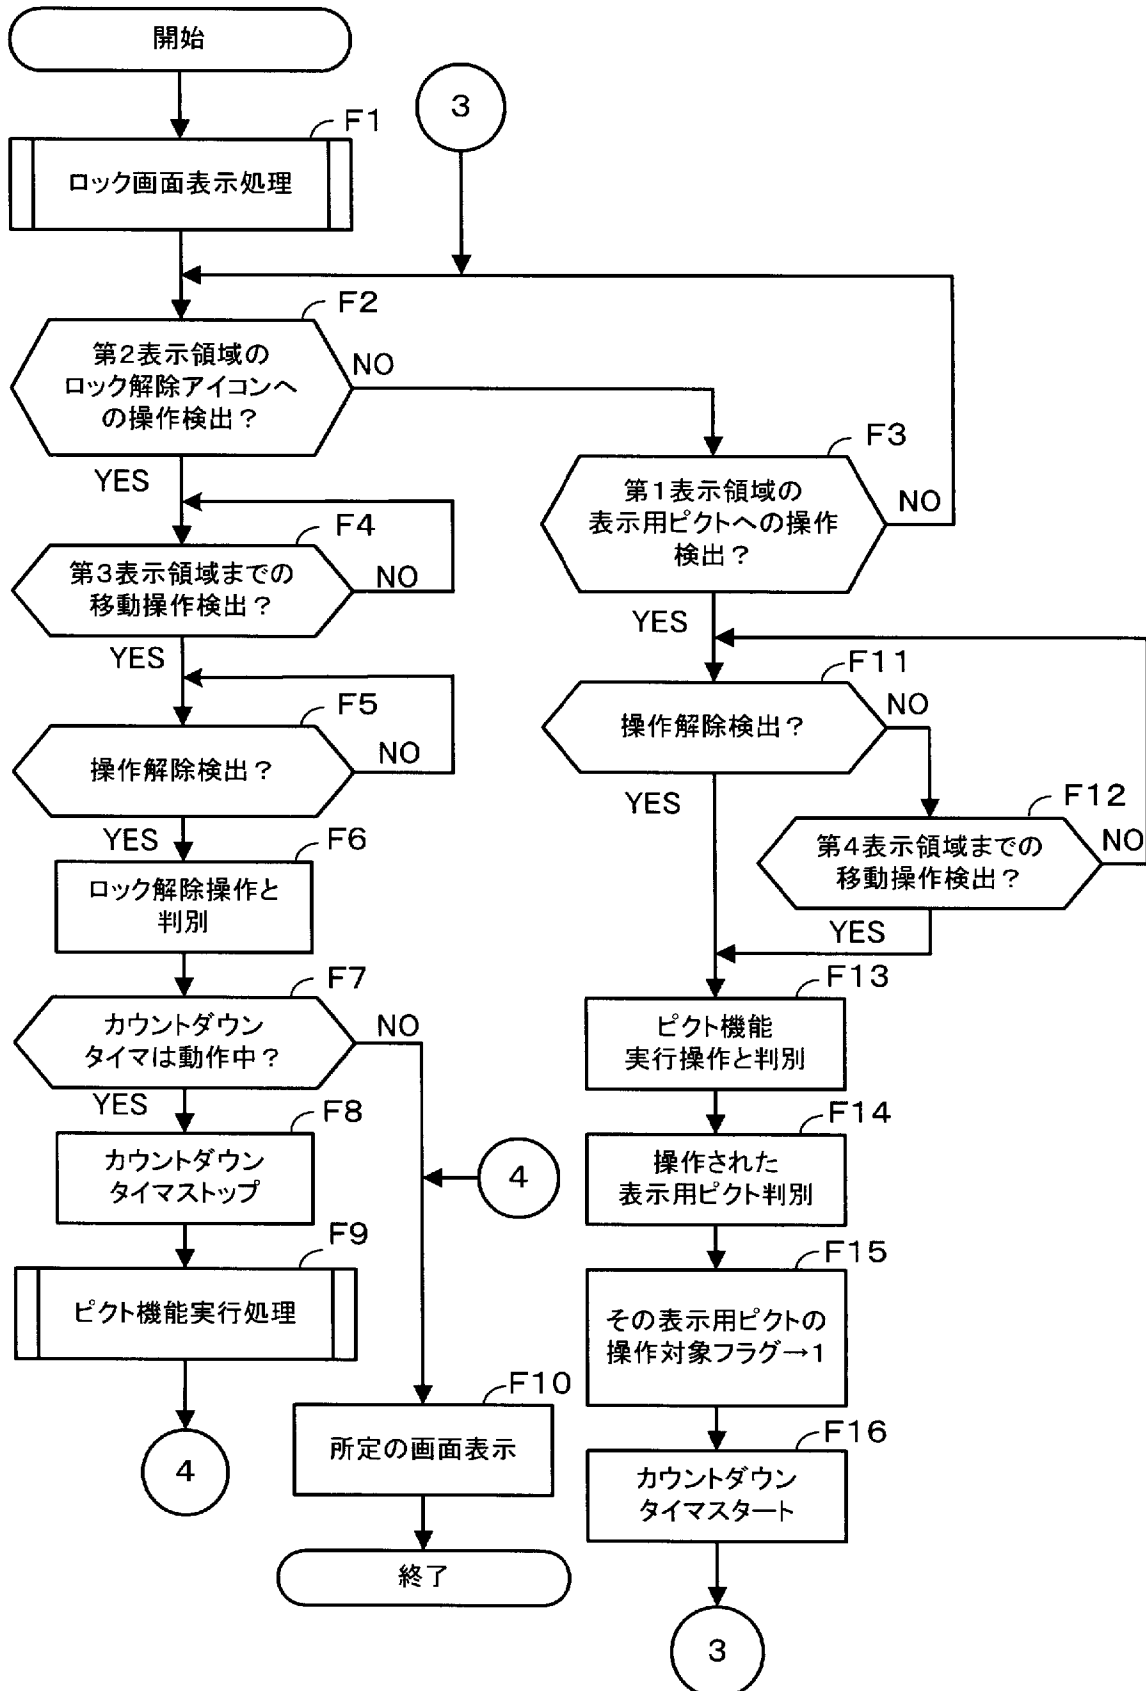 開始
3
F1
ロック画面表示処理
F2
第2表示領域の
ロック解除アイコンへ
の操作検出?
NO
YES
F3
第1表示領域の
表示用ピクトへの操作
検出?
NO
YES
F4
第3表示領域までの
移動操作検出?
NO
YES
F5
操作解除検出?
NO
YES
F6
ロック解除操作と
判別
F7
カウントダウン
タイマは動作中?
NO
YES
F8
カウントダウン
タイマストップ
4
F9
ピクト機能実行処理
4
F10
所定の画面表示
終了
F11
操作解除検出?
NO
YES
F12
第4表示領域までの
移動操作検出?
NO
YES
F13
ピクト機能
実行操作と判別
F14
操作された
表示用ピクト判別
F15
その表示用ピクトの
操作対象フラグ→1
F16
カウントダウン
タイマスタート
3